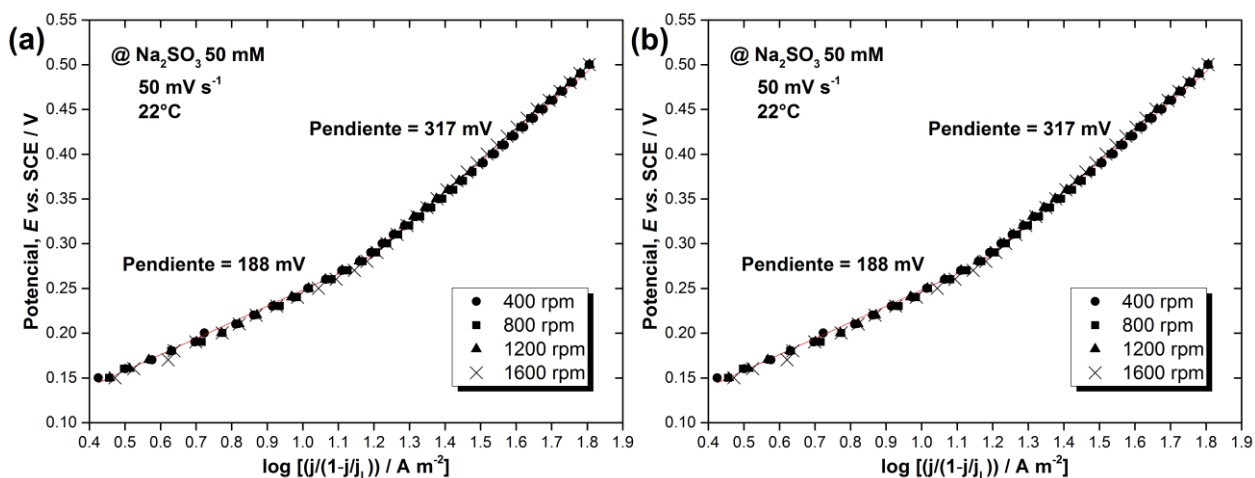 (a)
@ Na₂SO₃ 50 mM
50 mV s⁻¹
22°C
Pendiente = 317 mV
Pendiente = 188 mV
400 rpm
800 rpm
1200 rpm
1600 rpm
Potencial, E vs. SCE / V
0.55
0.50
0.45
0.40
0.35
0.30
0.25
0.20
0.15
0.10
0.4 0.5 0.6 0.7 0.8 0.9 1.0 1.1 1.2 1.3 1.4 1.5 1.6 1.7 1.8 1.9
log [(j/(1-j/jL)) / A m⁻²]
(b)
@ Na₂SO₃ 50 mM
50 mV s⁻¹
22°C
Pendiente = 317 mV
Pendiente = 188 mV
400 rpm
800 rpm
1200 rpm
1600 rpm
Potencial, E vs. SCE / V
0.55
0.50
0.45
0.40
0.35
0.30
0.25
0.20
0.15
0.10
0.4 0.5 0.6 0.7 0.8 0.9 1.0 1.1 1.2 1.3 1.4 1.5 1.6 1.7 1.8 1.9
log [(j/(1-j/jL)) / A m⁻²]